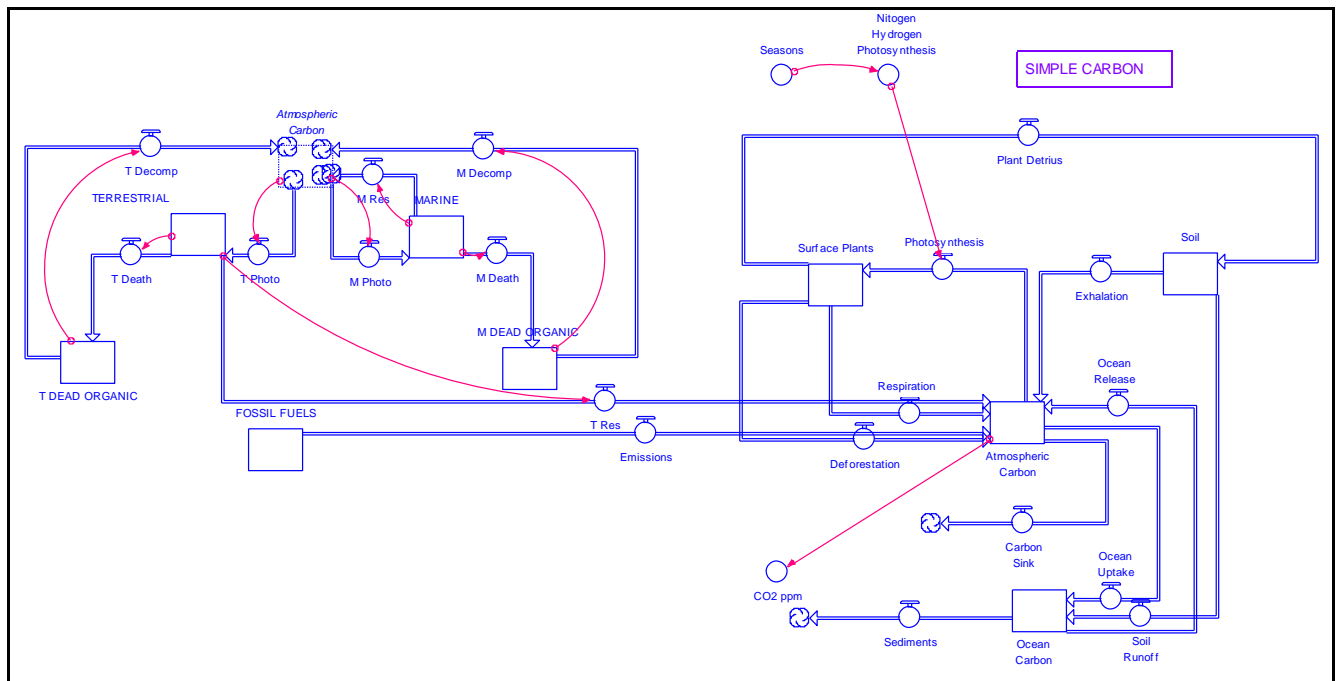 Nitogen
Hydrogen
Photosynthesis
Seasons
SIMPLE CARBON
Atmospheric
Carbon
T Decomp
M Decomp
Plant Detrius
M Res
TERRESTRIAL
MARINE
Photosynthesis
Soil
Surface Plants
T Death
T Photo
M Photo
M Death
Exhalation
M DEAD ORGANIC
Ocean
Release
T DEAD ORGANIC
Respiration
FOSSIL FUELS
T Res
Emissions
Deforestation
Atmospheric
Carbon
Carbon
Sink
Ocean
Uptake
CO2 ppm
Sediments
Ocean
Carbon
Soil
Runoff